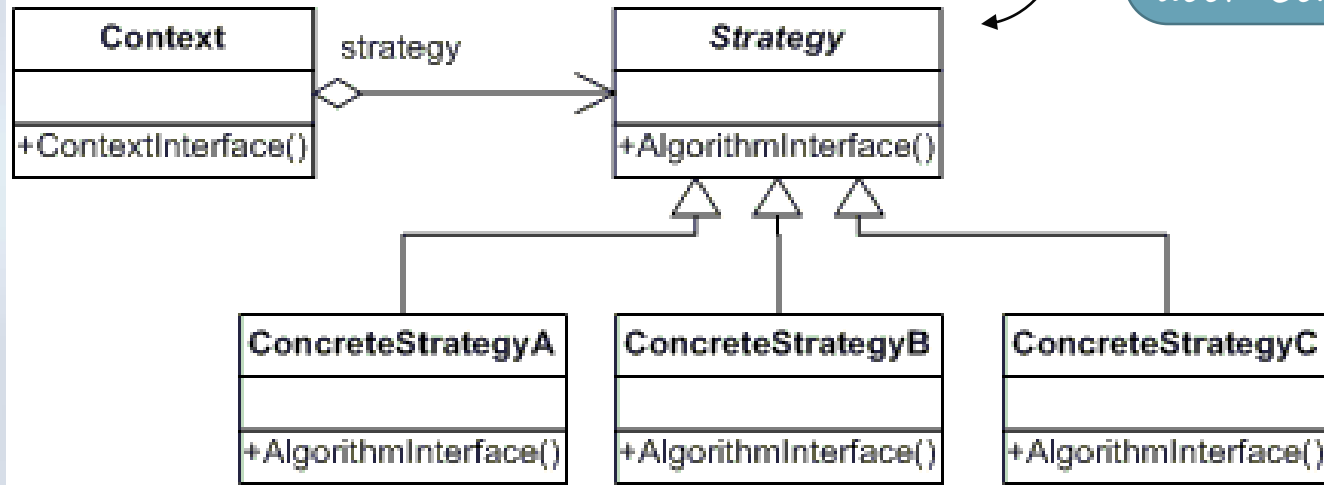 Context
strategy
Strategy
+ContextInterface()
+AlgorithmInterface()
ConcreteStrategyA
ConcreteStrategyB
ConcreteStrategyC
+AlgorithmInterface()
+AlgorithmInterface()
+AlgorithmInterface()